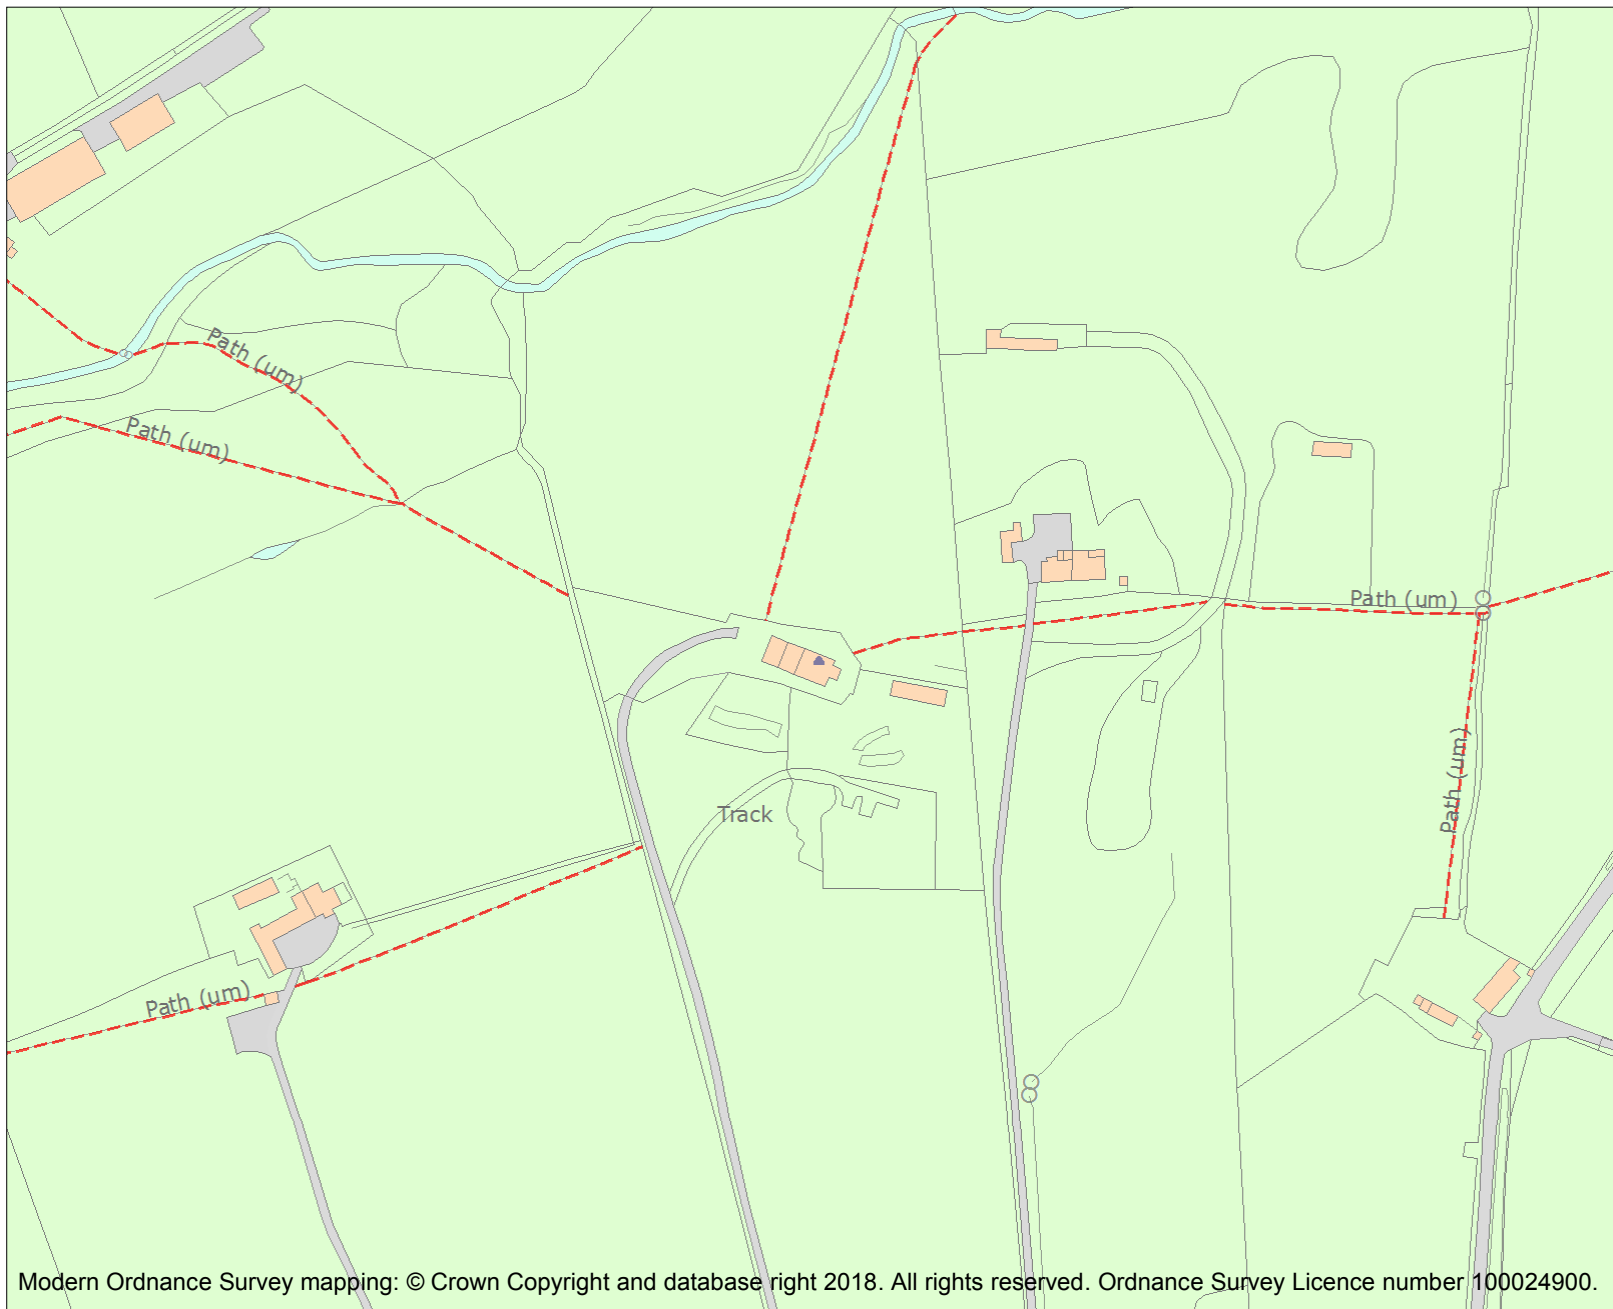 Path (um)
Path (um)
Path (um)
Path (um)
Track
Path (um)
Modern Ordnance Survey mapping: © Crown Copyright and database right 2018. All rights reserved. Ordnance Survey Licence number 100024900.